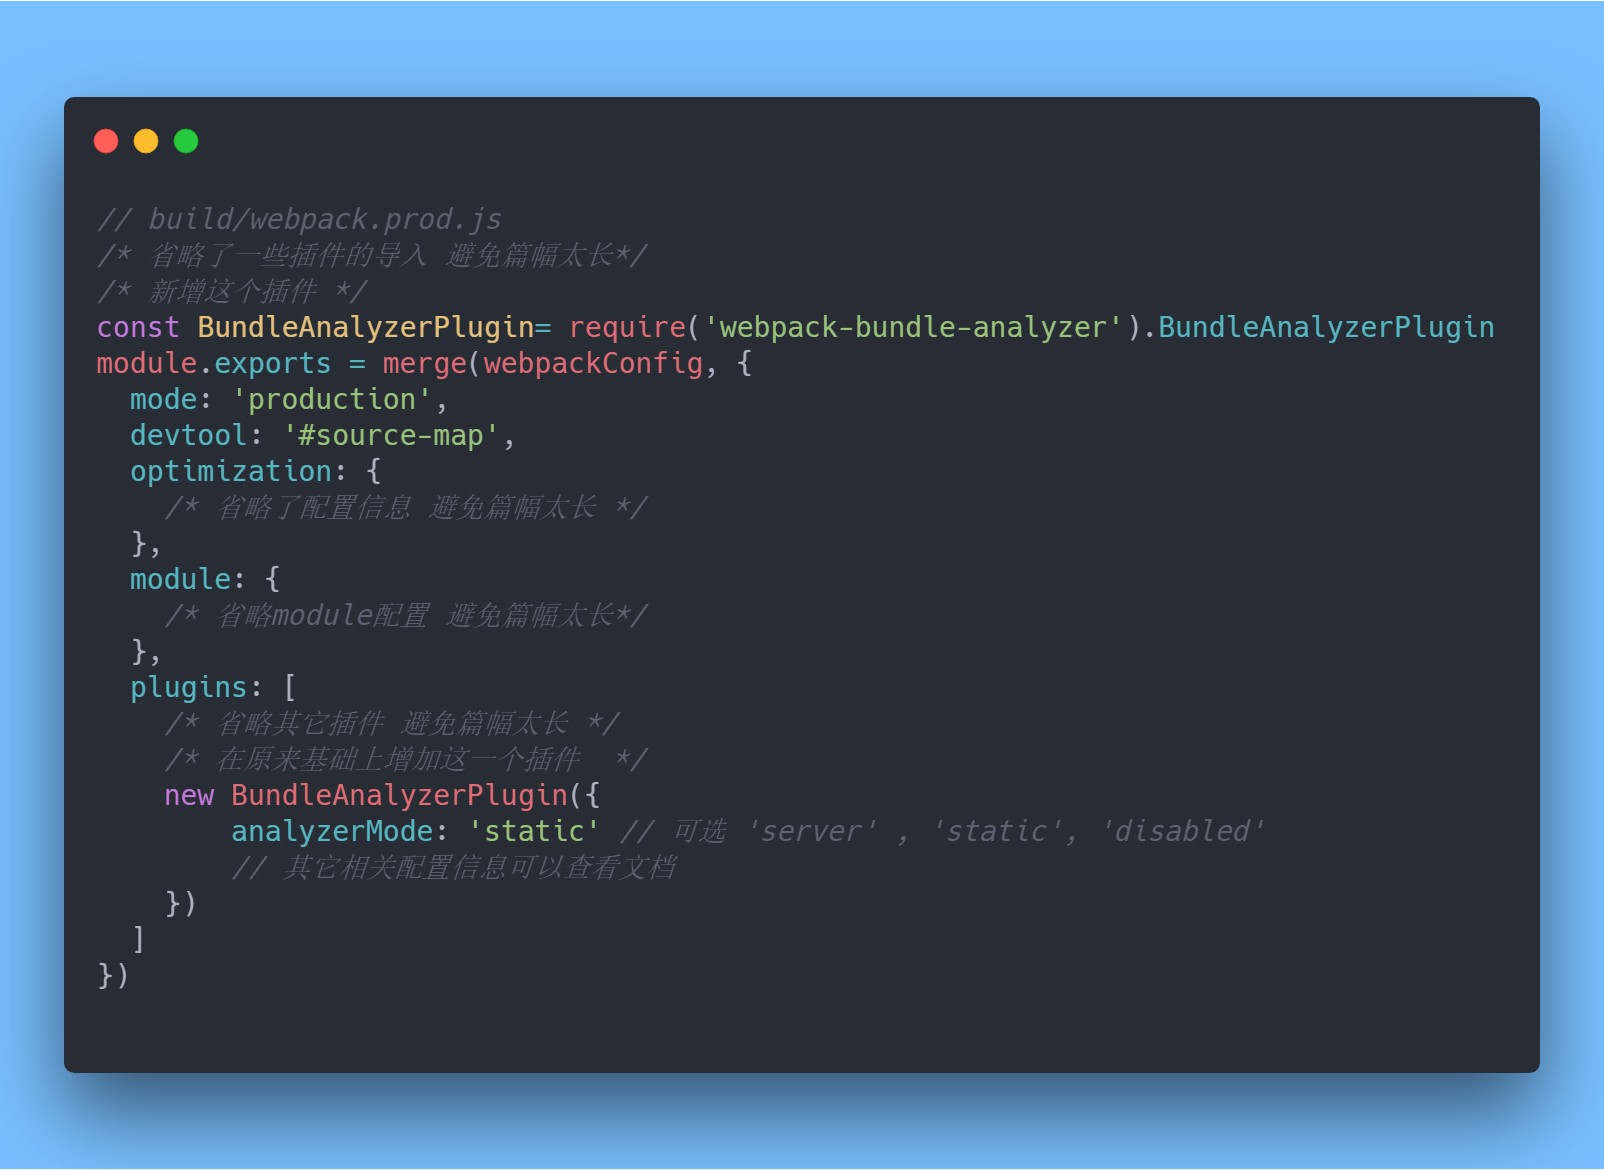 // build/webpack.prod.js
/* 省略了一些插件的导入 避免篇幅太长*/
/* 新增这个插件 */
const BundleAnalyzerPlugin= require('webpack-bundle-analyzer').BundleAnalyzerPlugin
module.exports = merge(webpackConfig, {
  mode: 'production',
  devtool: '#source-map',
  optimization: {
    /* 省略了配置信息 避免篇幅太长 */
  },
  module: {
    /* 省略module配置 避免篇幅太长*/
  },
  plugins: [
    /* 省略其它插件 避免篇幅太长 */
    /* 在原来基础上增加这一个插件  */
    new BundleAnalyzerPlugin({
        analyzerMode: 'static' // 可选 'server' , 'static', 'disabled'
        // 其它相关配置信息可以查看文档
    })
  ]
})